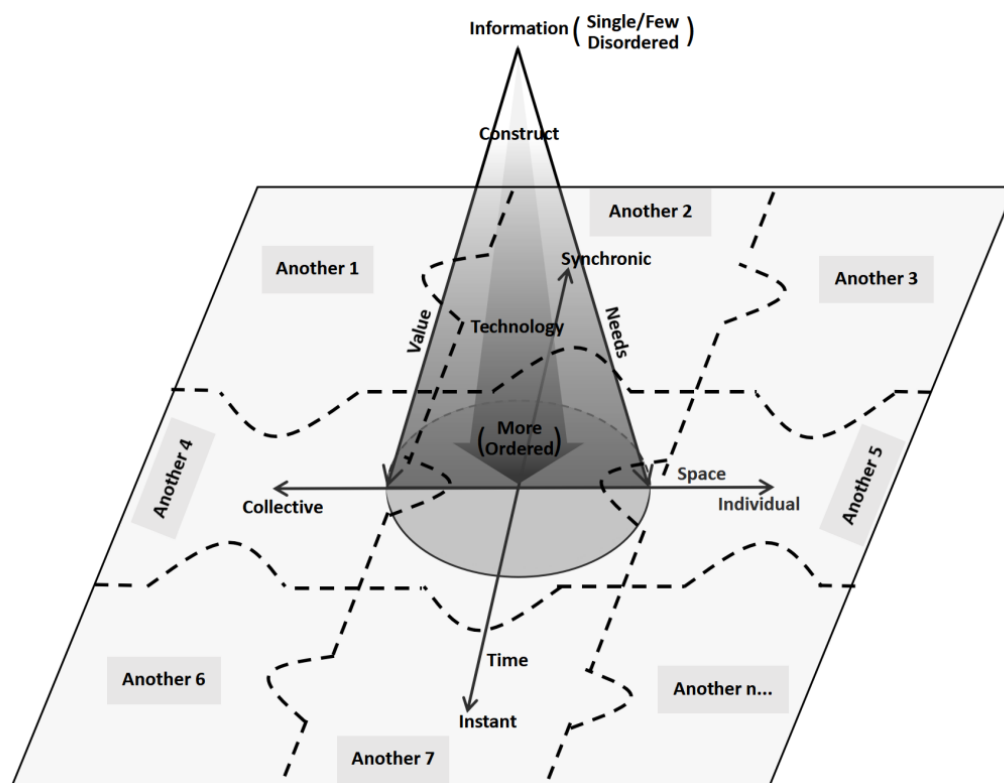 Information ( Single/Few
Disordered )
Construct
Another 2
Another 1
Synchronic
Another 3
Value
Technology
Needs
( More
Ordered )
Another 4
Another 5
Space
Collective
Individual
Time
Another 6
Another n...
Instant
Another 7